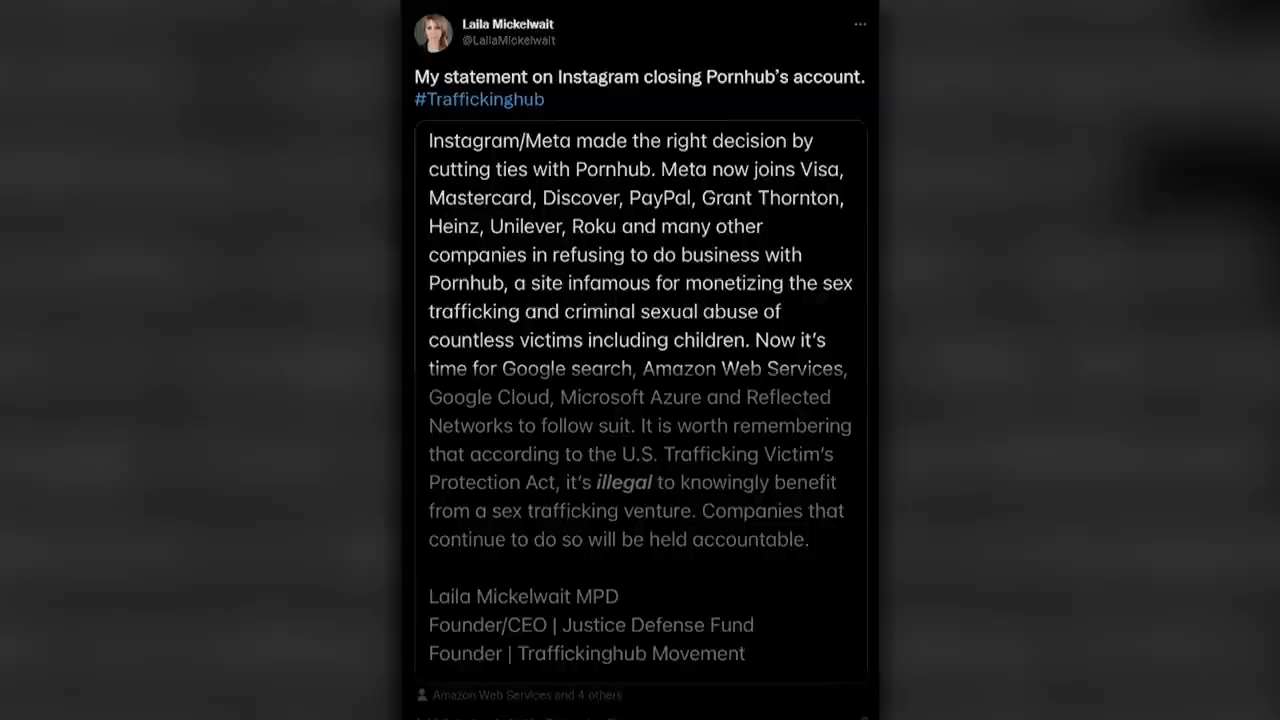 Laila Mickelwait
@LailaMickelwait
My statement on Instagram closing Pornhub's account.
#Traffickinghub
Instagram/Meta made the right decision by
cutting ties with Pornhub. Meta now joins Visa,
Mastercard, Discover, PayPal, Grant Thornton,
Heinz, Unilever, Roku and many other
companies in refusing to do business with
Pornhub, a site infamous for monetizing the sex
trafficking and criminal sexual abuse of
countless victims including children. Now it's
time for Google search, Amazon Web Services,
Google Cloud, Microsoft Azure and Reflected
Networks to follow suit. It is worth remembering
that according to the U.S. Trafficking Victim's
Protection Act, it's illegal to knowingly benefit
from a sex trafficking venture. Companies that
continue to do so will be held accountable.
Laila Mickelwait MPD
Founder/CEO | Justice Defense Fund
Founder | Traffickinghub Movement
Amazon Web Services and 4 others